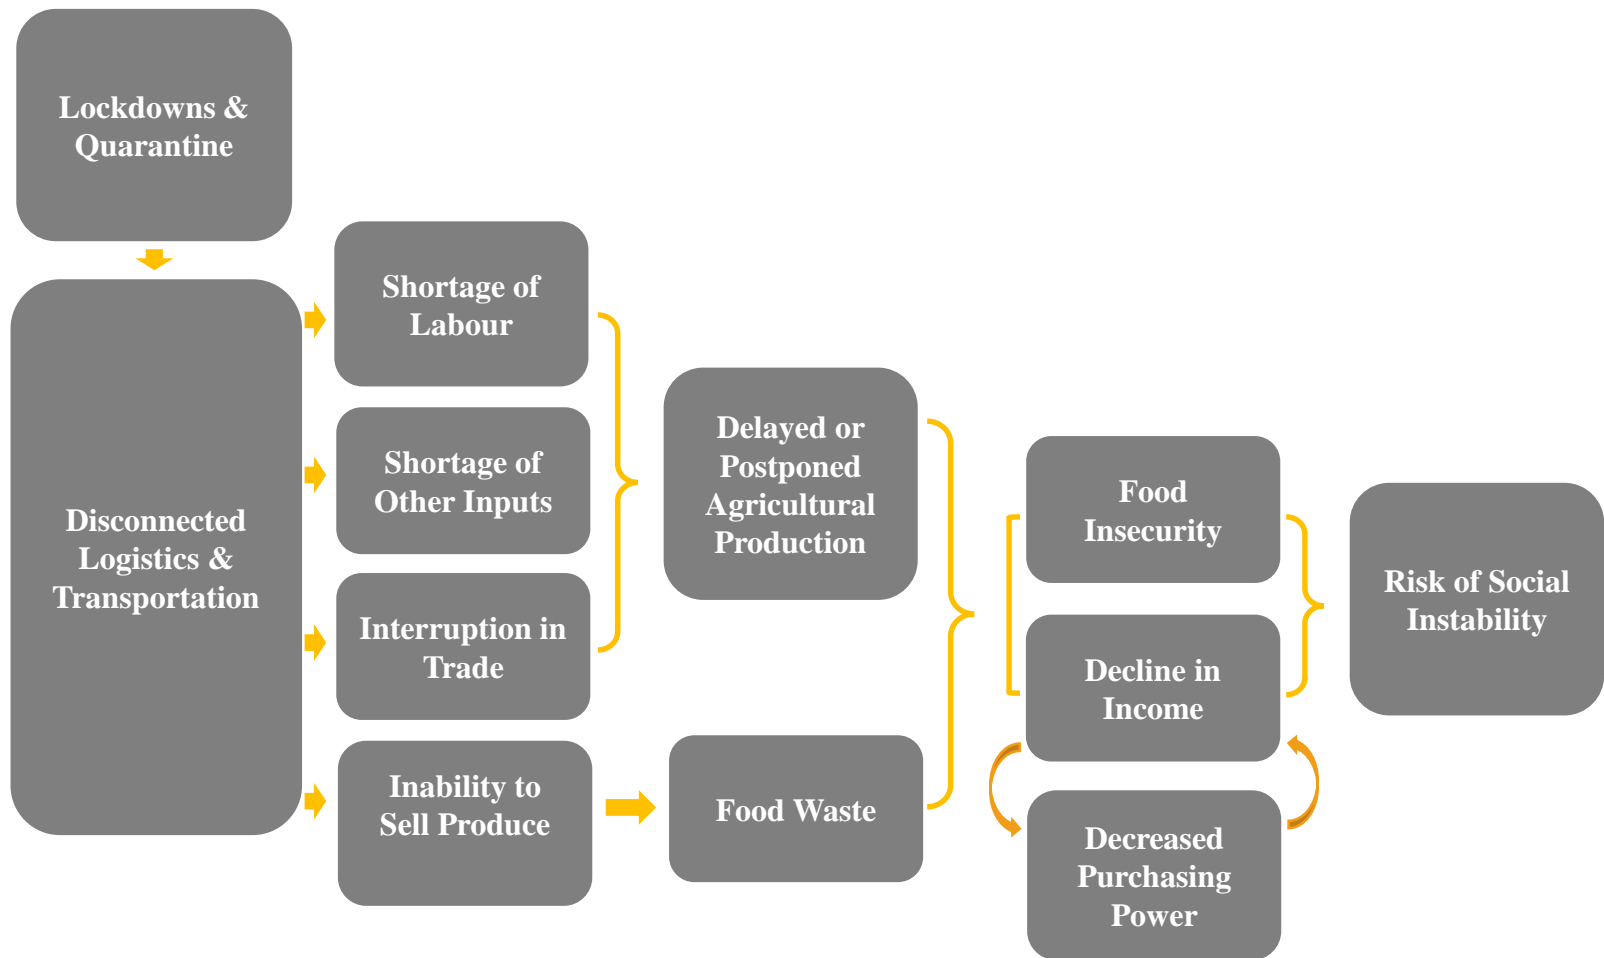 Lockdowns &
Quarantine
Disconnected
Logistics &
Transportation
Shortage of
Labour
Shortage of
Other Inputs
Interruption in
Trade
Inability to
Sell Produce
Delayed or
Postponed
Agricultural
Production
Food Waste
Food
Insecurity
Decline in
Income
Decreased
Purchasing
Power
Risk of Social
Instability